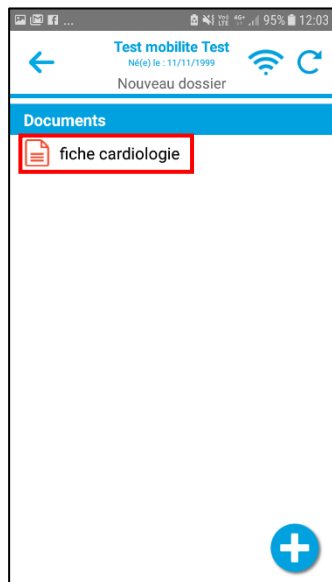 ... 95% 12:03
Test mobilite Test
Né(e) le : 11/11/1999
Nouveau dossier
Documents
fiche cardiologie